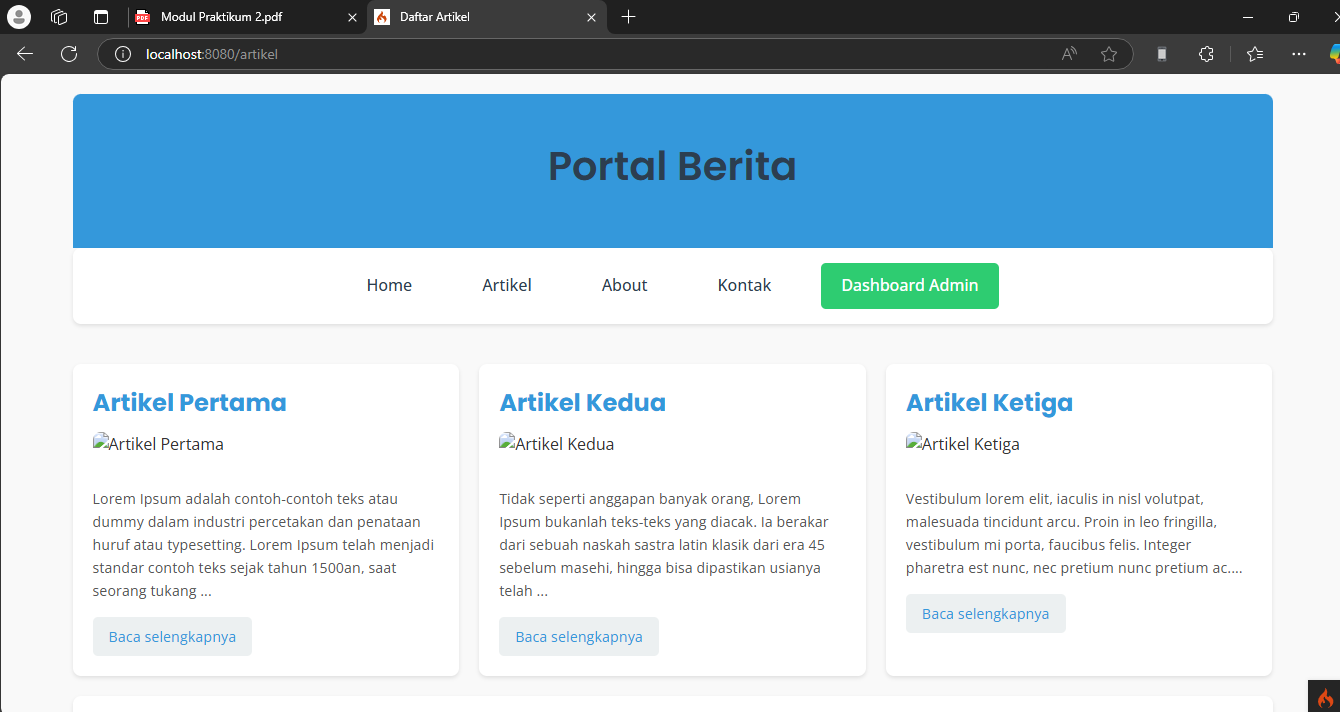 Modul Praktikum 2.pdf
Daftar Artikel
localhost:8080/artikel
Portal Berita
Home
Artikel
About
Kontak
Dashboard Admin
Artikel Pertama
Artikel Pertama
Lorem Ipsum adalah contoh-contoh teks atau
dummy dalam industri percetakan dan penataan
huruf atau typesetting. Lorem Ipsum telah menjadi
standar contoh teks sejak tahun 1500an, saat
seorang tukang ...
Baca selengkapnya
Artikel Kedua
Artikel Kedua
Tidak seperti anggapan banyak orang, Lorem
Ipsum bukanlah teks-teks yang diacak. Ia berakar
dari sebuah naskah sastra latin klasik dari era 45
sebelum masehi, hingga bisa dipastikan usianya
telah ...
Baca selengkapnya
Artikel Ketiga
Artikel Ketiga
Vestibulum lorem elit, iaculis in nisl volutpat,
malesuada tincidunt arcu. Proin in leo fringilla,
vestibulum mi porta, faucibus felis. Integer
pharetra est nunc, nec pretium nunc pretium ac....
Baca selengkapnya